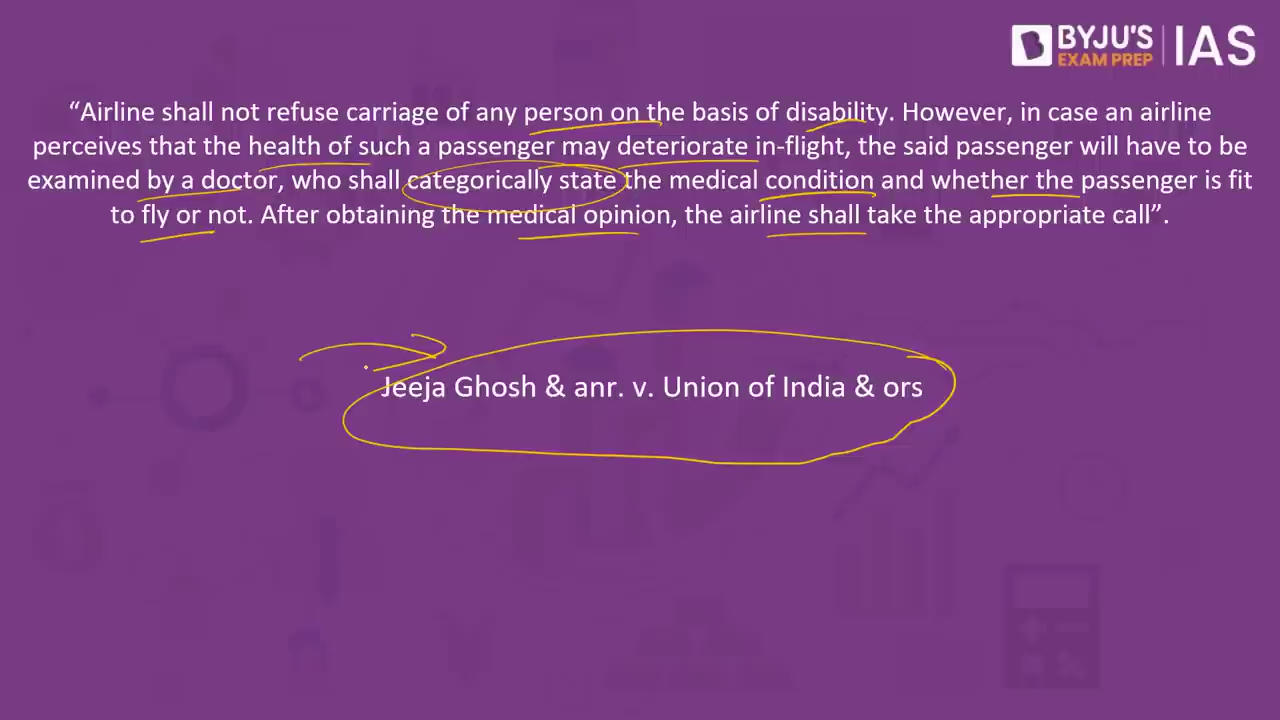 BYJU'S
EXAM PREP
IAS
“Airline shall not refuse carriage of any person on the basis of disability. However, in case an airline
perceives that the health of such a passenger may deteriorate in-flight, the said passenger will have to be
examined by a doctor, who shall categorically state the medical condition and whether the passenger is fit
to fly or not. After obtaining the medical opinion, the airline shall take the appropriate call”.
Jeeja Ghosh & anr. v. Union of India & ors